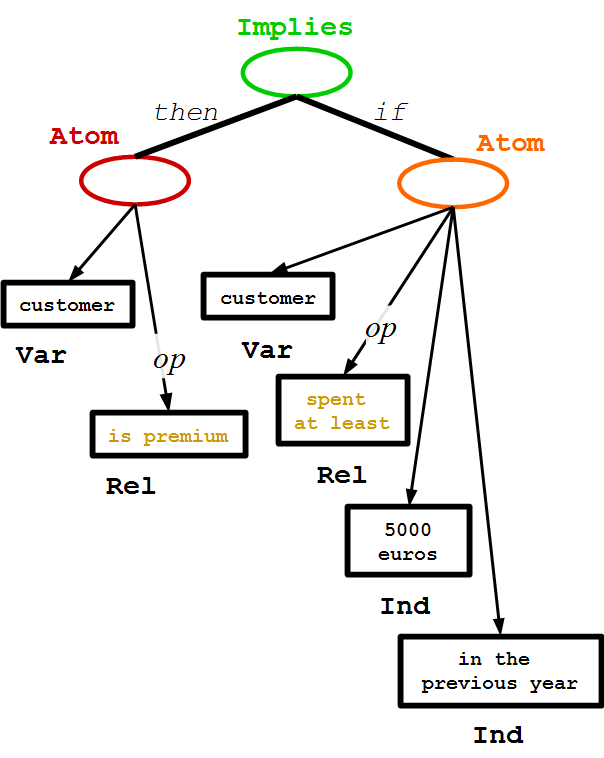 Implies
then
if
Atom
Atom
customer
Var
customer
Var
op
op
is premium
Rel
spent
at least
Rel
5000
euros
Ind
in the
previous year
Ind